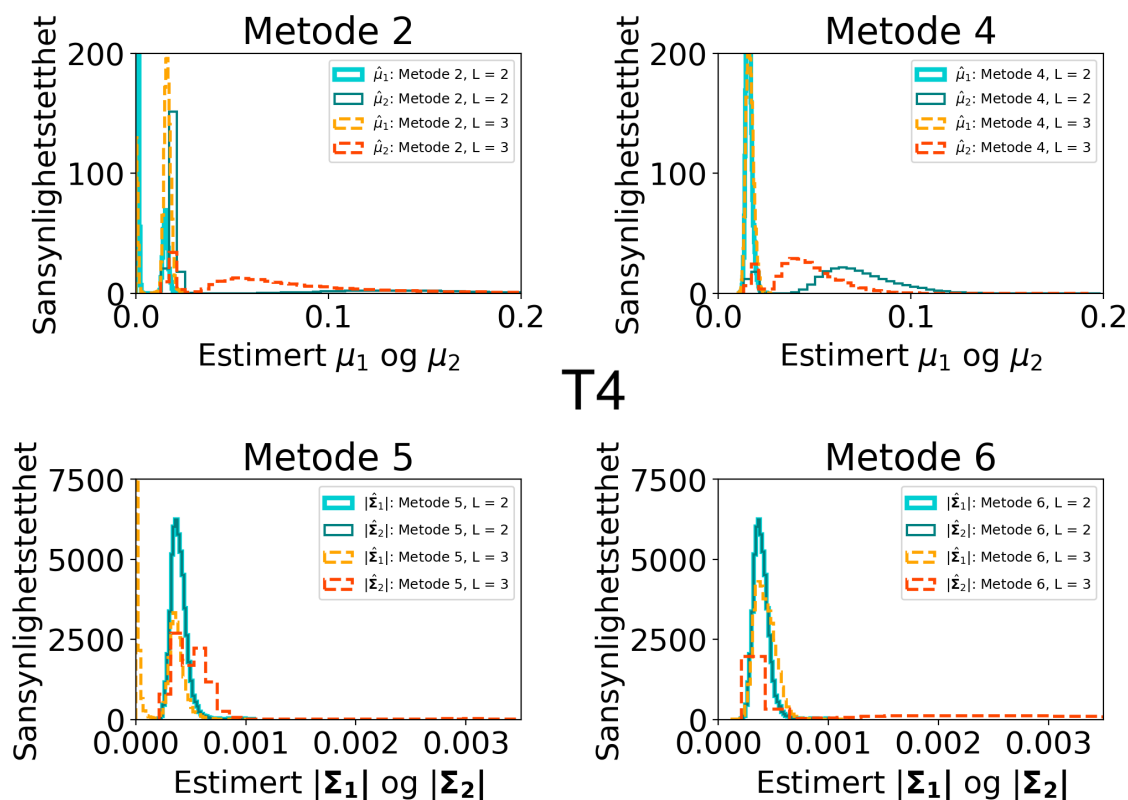 Metode 2
Sansynlighetstetthet
200
100
0
μ̂₁: Metode 2, L = 2
μ̂₂: Metode 2, L = 2
μ̂₁: Metode 2, L = 3
μ̂₂: Metode 2, L = 3
0.0 0.1 0.2
Estimert μ₁ og μ₂
Metode 4
Sansynlighetstetthet
200
100
0
μ̂₁: Metode 4, L = 2
μ̂₂: Metode 4, L = 2
μ̂₁: Metode 4, L = 3
μ̂₂: Metode 4, L = 3
0.0 0.1 0.2
Estimert μ₁ og μ₂
T4
Metode 5
Sansynlighetstetthet
7500
5000
2500
0
|Σ̂₁|: Metode 5, L = 2
|Σ̂₂|: Metode 5, L = 2
|Σ̂₁|: Metode 5, L = 3
|Σ̂₂|: Metode 5, L = 3
0.000 0.001 0.002 0.003
Estimert |Σ₁| og |Σ₂|
Metode 6
Sansynlighetstetthet
7500
5000
2500
0
|Σ̂₁|: Metode 6, L = 2
|Σ̂₂|: Metode 6, L = 2
|Σ̂₁|: Metode 6, L = 3
|Σ̂₂|: Metode 6, L = 3
0.000 0.001 0.002 0.003
Estimert |Σ₁| og |Σ₂|